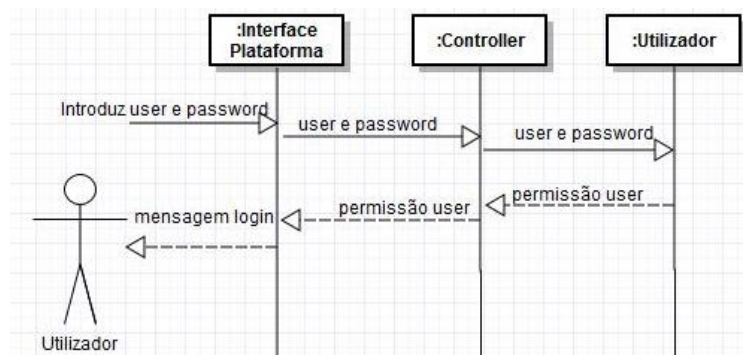 :Interface
Plataforma
:Controller
:Utilizador
Introduz user e password
user e password
user e password
permissão user
permissão user
mensagem login
Utilizador